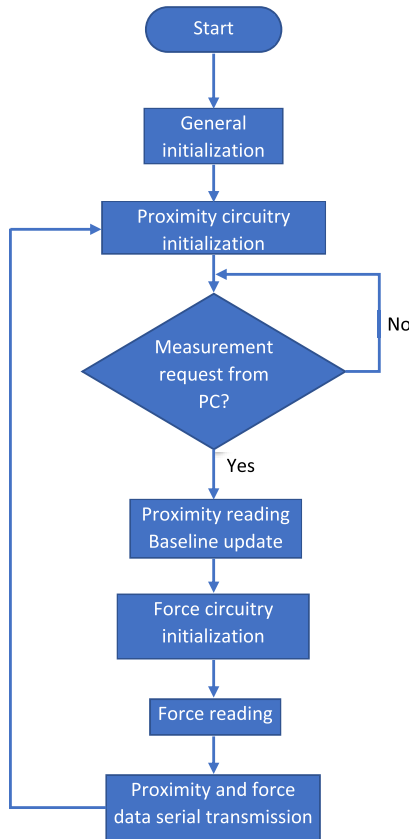 Start
General
initialization
Proximity circuitry
initialization
Measurement
request from
PC?
No
Yes
Proximity reading
Baseline update
Force circuitry
initialization
Force reading
Proximity and force
data serial transmission